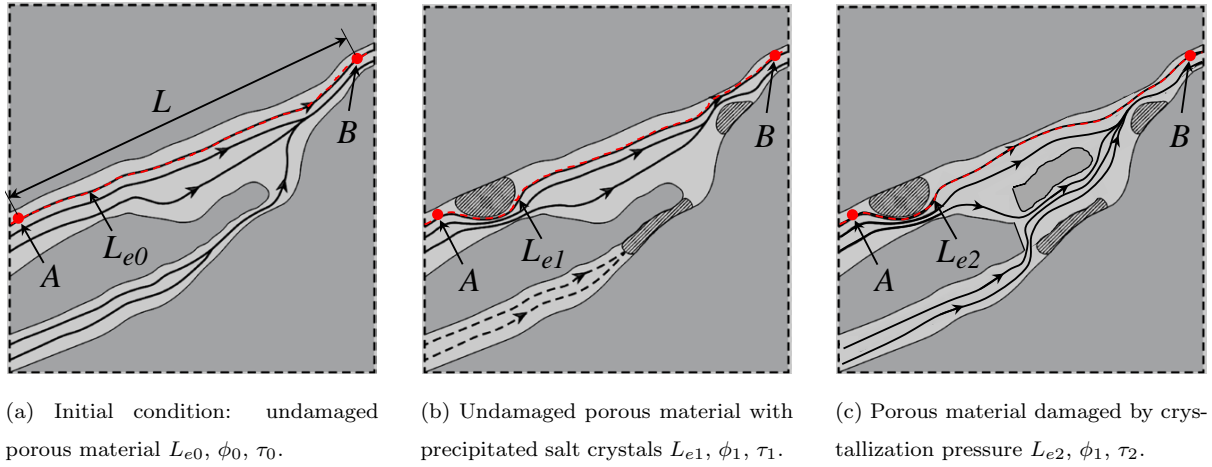 L
B
A
L_{e0}
B
A
L_{e1}
B
A
L_{e2}
(a) Initial condition: undamaged
porous material L_{e0}, ϕ_0, τ_0.
(b) Undamaged porous material with
precipitated salt crystals L_{e1}, ϕ_1, τ_1.
(c) Porous material damaged by crys-
tallization pressure L_{e2}, ϕ_1, τ_2.